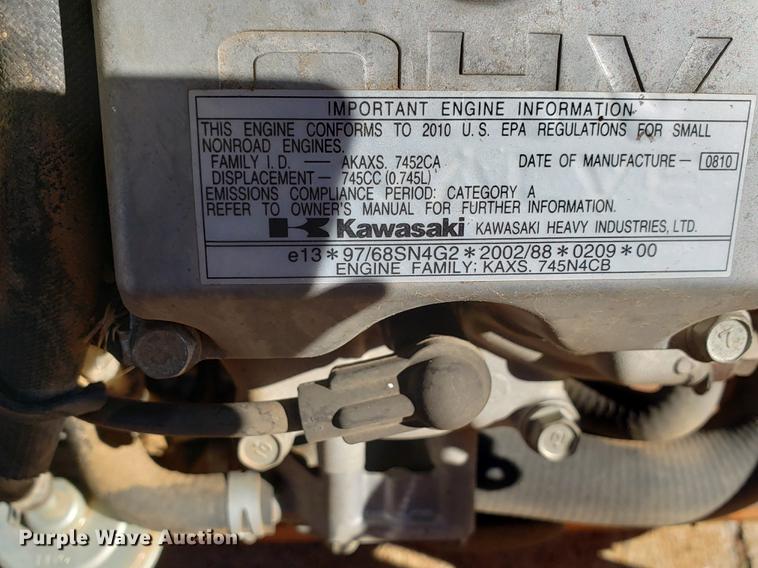 OHV
IMPORTANT ENGINE INFORMATION
THIS ENGINE CONFORMS TO 2010 U.S. EPA REGULATIONS FOR SMALL
NONROAD ENGINES.
FAMILY I.D. — AKAXS. 7452CA DATE OF MANUFACTURE — 0810
DISPLACEMENT — 745CC (0.745L)
EMISSIONS COMPLIANCE PERIOD: CATEGORY A
REFER TO OWNER'S MANUAL FOR FURTHER INFORMATION.
Kawasaki KAWASAKI HEAVY INDUSTRIES, LTD.
e13*97/68SN4G2*2002/88*0209*00
ENGINE FAMILY; KAXS. 745N4CB
Purple Wave Auction